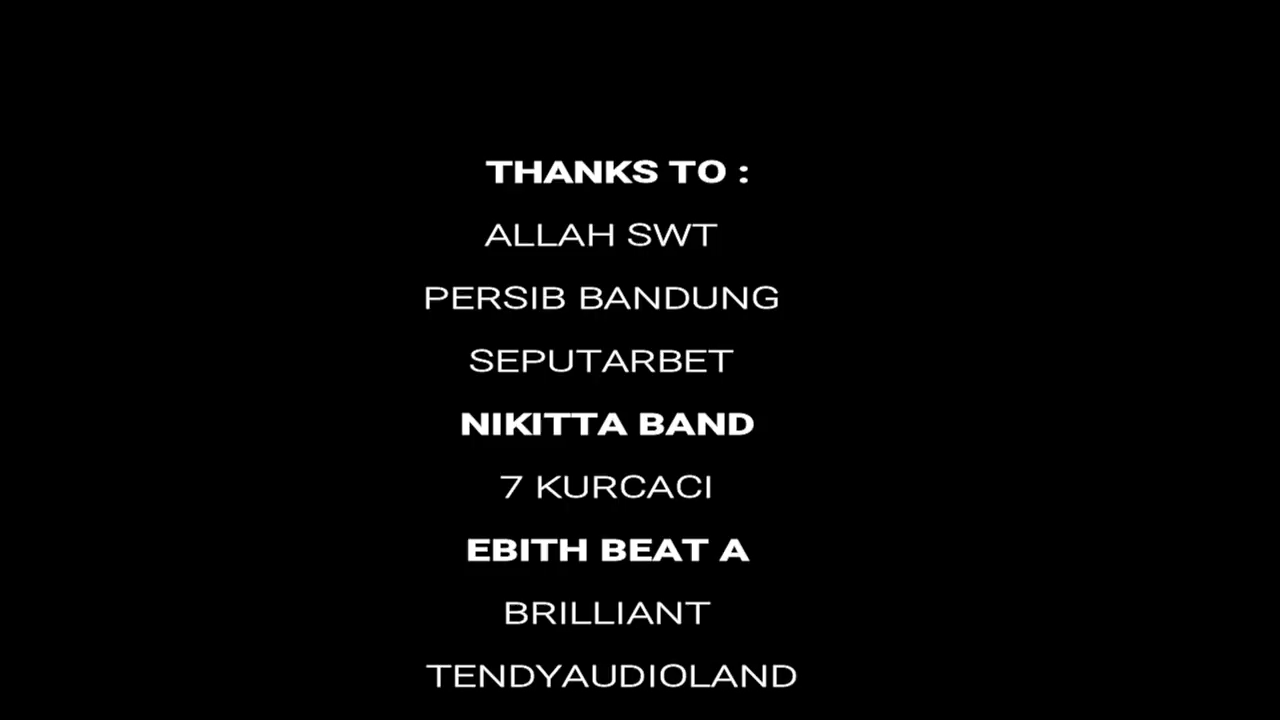 THANKS TO :
ALLAH SWT
PERSIB BANDUNG
SEPUTARBET
NIKITTA BAND
7 KURCACI
EBITH BEAT A
BRILLIANT
TENDYAUDIOLAND